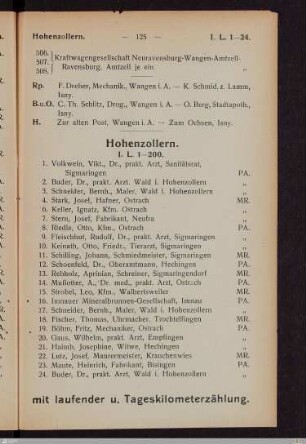 Hohenzollern. — 125 — I. L. 1—24.
506.
507. Kraftwagengesellschaft Neuravensburg-Wangen-Amtzell-
508. Ravensburg, Amtzell je ein "
Rp. F. Dreher, Mechanik., Wangen i. A. — K. Schmid, z. Lamm,
Isny.
B.u.O. C. Th. Schlitz, Drog., Wangen i. A. — O. Berg, Stadtapoth.,
Isny.
H. Zur alten Post, Wangen i. A. — Zum Ochsen, Isny.
Hohenzollern.
I. L. 1—200.
1. Volkwein, Vikt., Dr., prakt. Arzt, Sanitätsrat,
Sigmaringen PA.
2. Buder, Dr., prakt. Arzt, Wald i. Hohenzollern "
3. Schneider, Bernh., Maler, Wald i. Hohenzollern "
4. Stark, Josef, Hafner, Ostrach MR.
6. Keller, Ignatz, Kfm. Ostrach "
7. Stern, Josef, Fabrikant, Neufra "
8. Riedle, Otto, Kfm., Ostrach PA.
9. Fleischhut, Rudolf, Dr., prakt. Arzt, Sigmaringen "
10. Keinath, Otto, Friedr., Tierarzt, Sigmaringen "
11. Schilling, Johann, Schmiedmeister, Sigmaringen MR.
12. Schoenfeld, Dr., Oberamtmann, Hechingen PA.
13. Rebholz, Aprinian, Schreiner, Sigmaringendorf MR.
14. Mußotter, A., Dr. med., prakt. Arzt, Ostrach PA.
15. Strobel, Leo, Kfm., Walbertsweiler MR.
16. Imnauer Mineralbrunnen-Gesellschaft, Imnau PA.
17. Schneider, Bernh., Maler, Wald i. Hohenzollern "
18. Fischer, Thomas, Uhrmacher, Trochtelfingen MR.
19. Böhm, Fritz, Mechaniker, Ostrach PA.
20. Gaus, Wilhelm, prakt. Arzt, Empfingen "
21. Josephine, Witwe, Hechingen "
22. Lutz, Josef, Maurermeister, Krauchenwies MR.
23. Maute, Heinrich, Fabrikant, Bisingen PA.
24. Buder, Dr., prakt. Arzt, Wald i. Hohenzollern "
mit laufender u. Tageskilometerzählung.